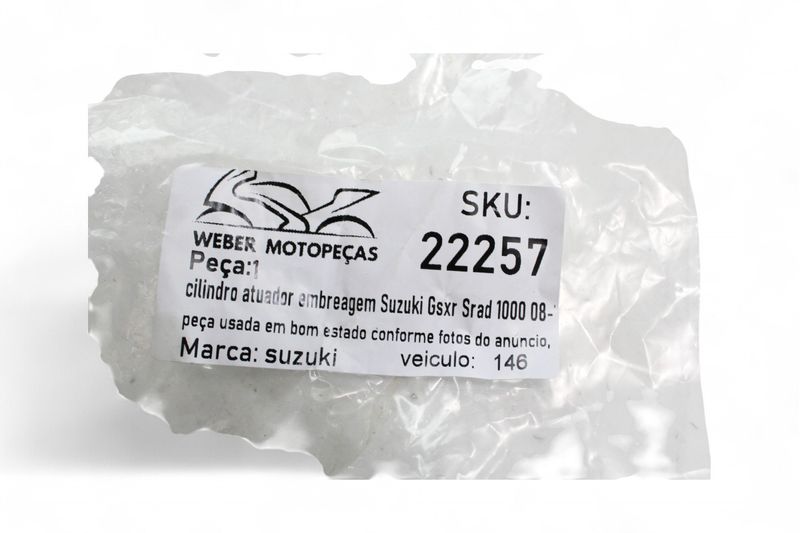 WEBER MOTOPEÇAS
SKU:
22257
Peça:1
cilindro atuador embreagem Suzuki Gsxr Srad 1000 08-
peça usada em bom estado conforme fotos do anuncio,
Marca: suzuki veiculo: 146